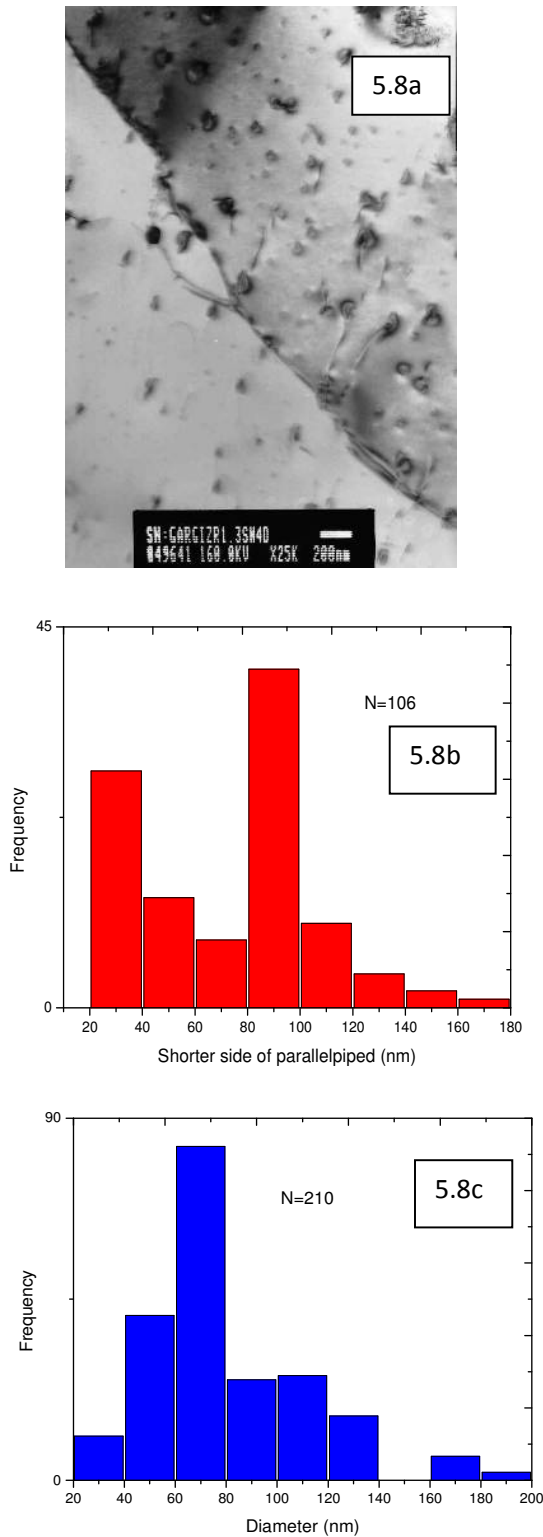 5.8a
SN:GARGIZR1.3SN4D
049641 160.0KV X25K 200nm
45
N=106
5.8b
Frequency
0
20 40 60 80 100 120 140 160 180
Shorter side of parallelpiped (nm)
90
N=210
5.8c
Frequency
0
20 40 60 80 100 120 140 160 180 200
Diameter (nm)